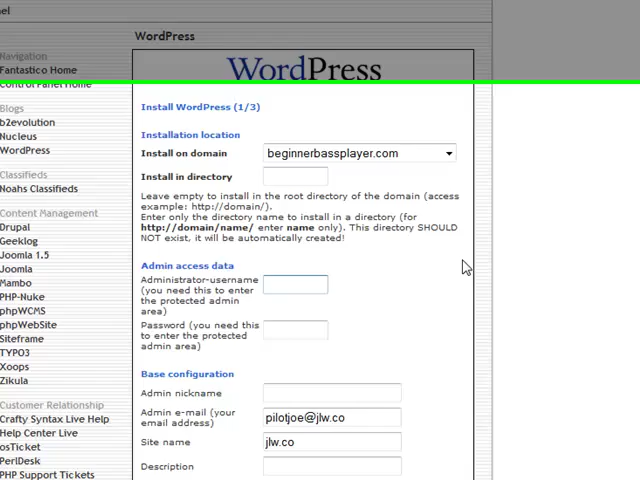 WordPress
Navigation
Fantastico Home
Control Panel Home
WordPress
Blogs
b2evolution
Nucleus
WordPress
Classifieds
Noahs Classifieds
Content Management
Drupal
Geeklog
Joomla 1.5
Joomla
Mambo
PHP-Nuke
phpWCMS
phpWebSite
Siteframe
TYPO3
Xoops
Zikula
Customer Relationship
Crafty Syntax Live Help
Help Center Live
osTicket
PerlDesk
PHP Support Tickets
Install WordPress (1/3)
Installation location
Install on domain
beginnerbassplayer.com
Install in directory
Leave empty to install in the root directory of the domain (access
example: http://domain/).
Enter only the directory name to install in a directory (for
http://domain/name/ enter name only). This directory SHOULD
NOT exist, it will be automatically created!
Admin access data
Administrator-username
(you need this to enter
the protected admin
area)
Password (you need this
to enter the protected
admin area)
Base configuration
Admin nickname
Admin e-mail (your
email address)
pilotjoe@jlw.co
Site name
jlw.co
Description